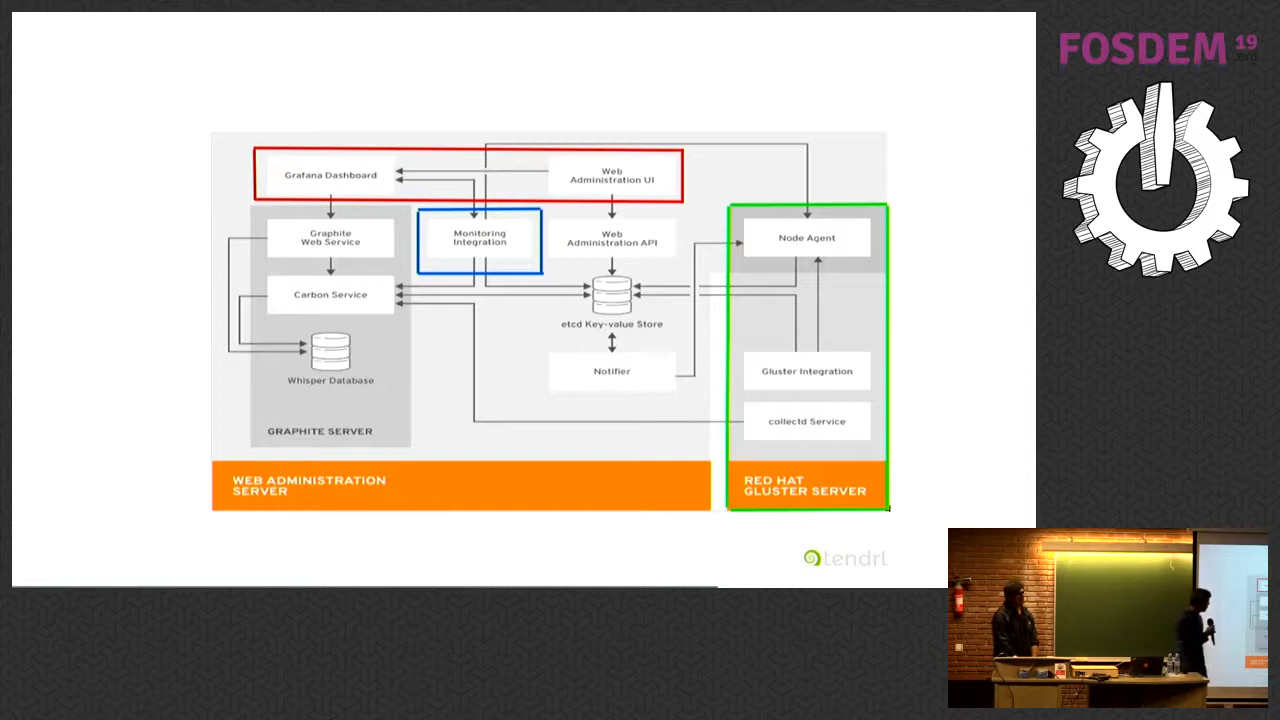 FOSDEM 19
.org
Grafana Dashboard
Web
Administration UI
Graphite
Web Service
Monitoring
Integration
Web
Administration API
Node Agent
Carbon Service
etcd Key-value Store
Whisper Database
Notifier
Gluster Integration
collectd Service
GRAPHITE SERVER
WEB ADMINISTRATION
SERVER
RED HAT
GLUSTER SERVER
tendrl